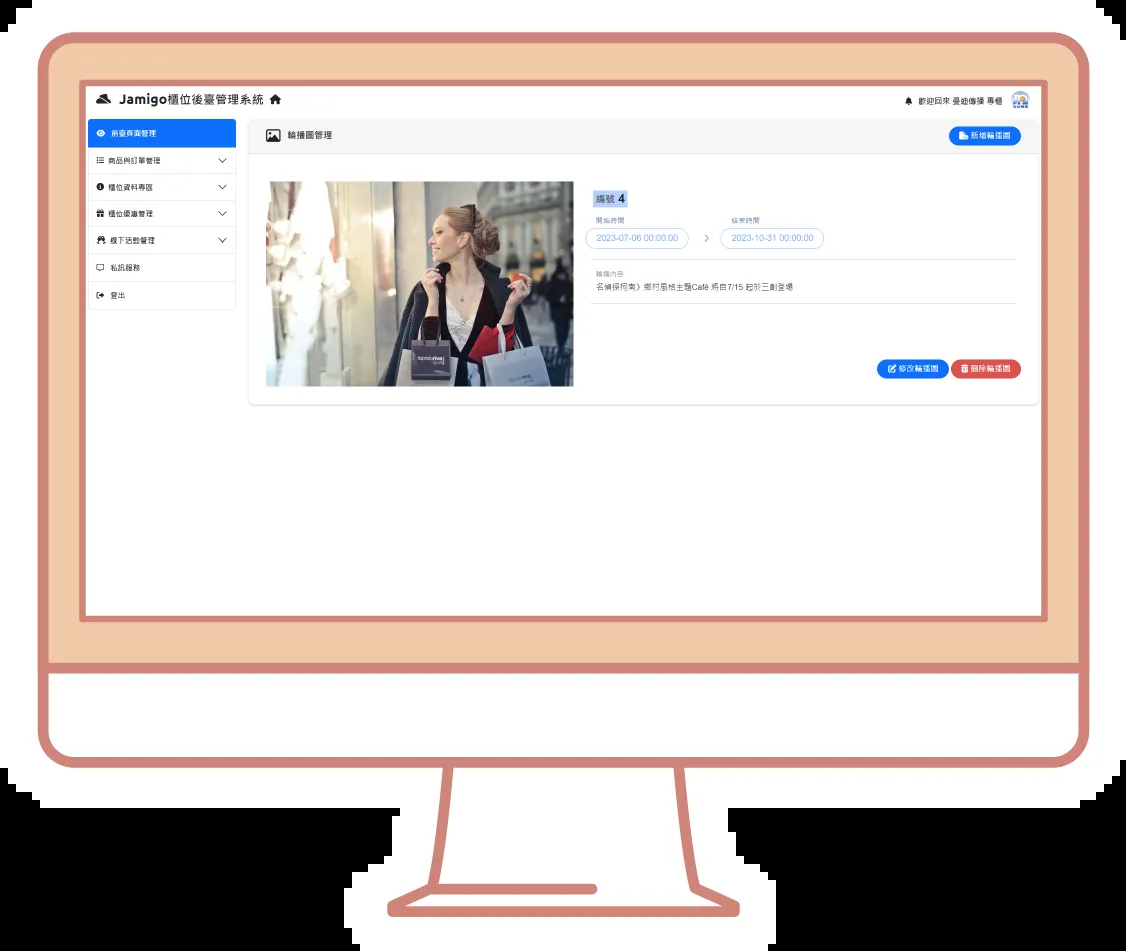 Jamigo櫃位後臺管理系統
歡迎回來 曼迪傳播 專櫃
前臺頁面管理
商品與訂單管理
櫃位資料專區
櫃位優惠管理
線下活動管理
私訊服務
登出
輪播圖管理
新增輪播圖
編號 4
開始時間
結束時間
2023-07-06 00:00:00
2023-10-31 00:00:00
輪播內容
名偵探柯南》鄉村風格主題Café 將自7/15 起於三創登場
修改輪播圖
刪除輪播圖